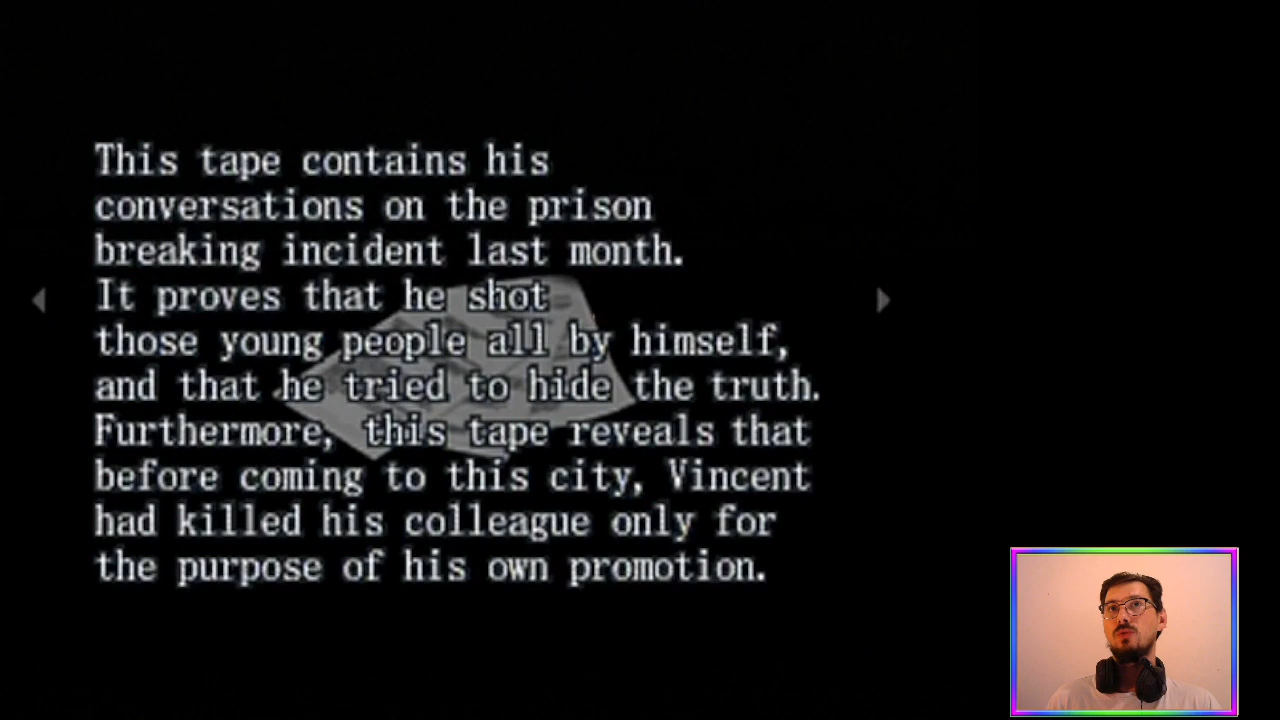 This tape contains his
conversations on the prison
breaking incident last month.
It proves that he shot
those young people all by himself,
and that he tried to hide the truth.
Furthermore, this tape reveals that
before coming to this city, Vincent
had killed his colleague only for
the purpose of his own promotion.